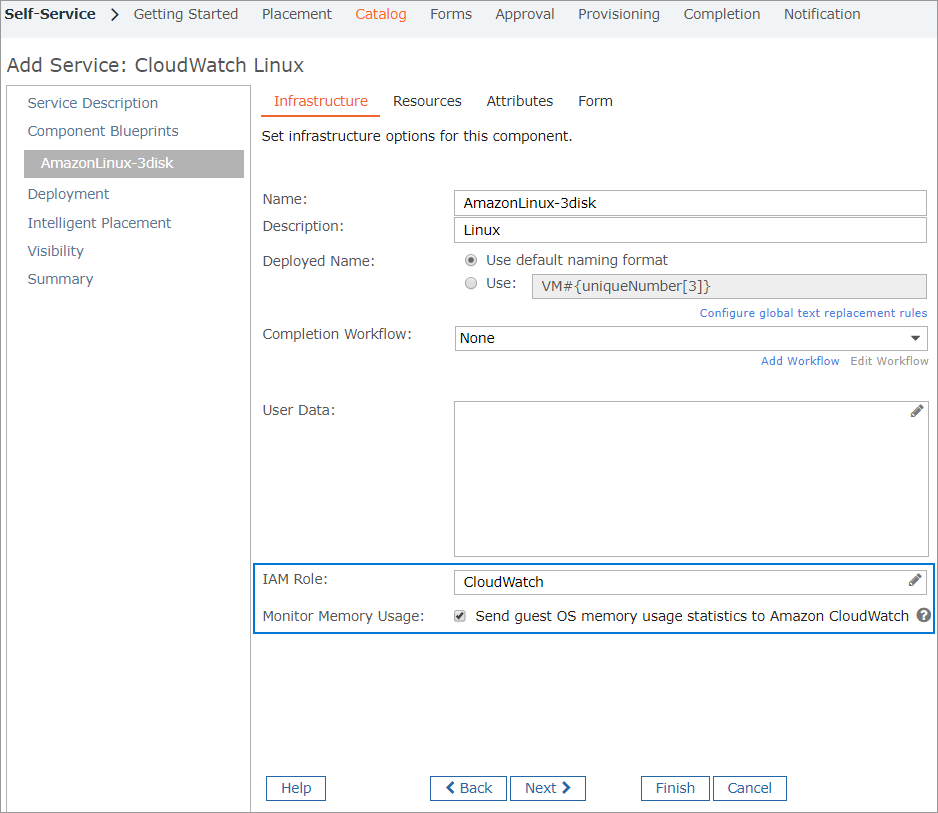 Self-Service > Getting Started Placement Catalog Forms Approval Provisioning Completion Notification
Add Service: CloudWatch Linux
Service Description
Component Blueprints
AmazonLinux-3disk
Deployment
Intelligent Placement
Visibility
Summary
Infrastructure Resources Attributes Form
Set infrastructure options for this component.
Name: AmazonLinux-3disk
Description: Linux
Deployed Name: Use default naming format
Use: VM#{uniqueNumber[3]}
Configure global text replacement rules
Completion Workflow: None
Add Workflow Edit Workflow
User Data:
IAM Role: CloudWatch
Monitor Memory Usage: Send guest OS memory usage statistics to Amazon CloudWatch ?
Help Back Next Finish Cancel